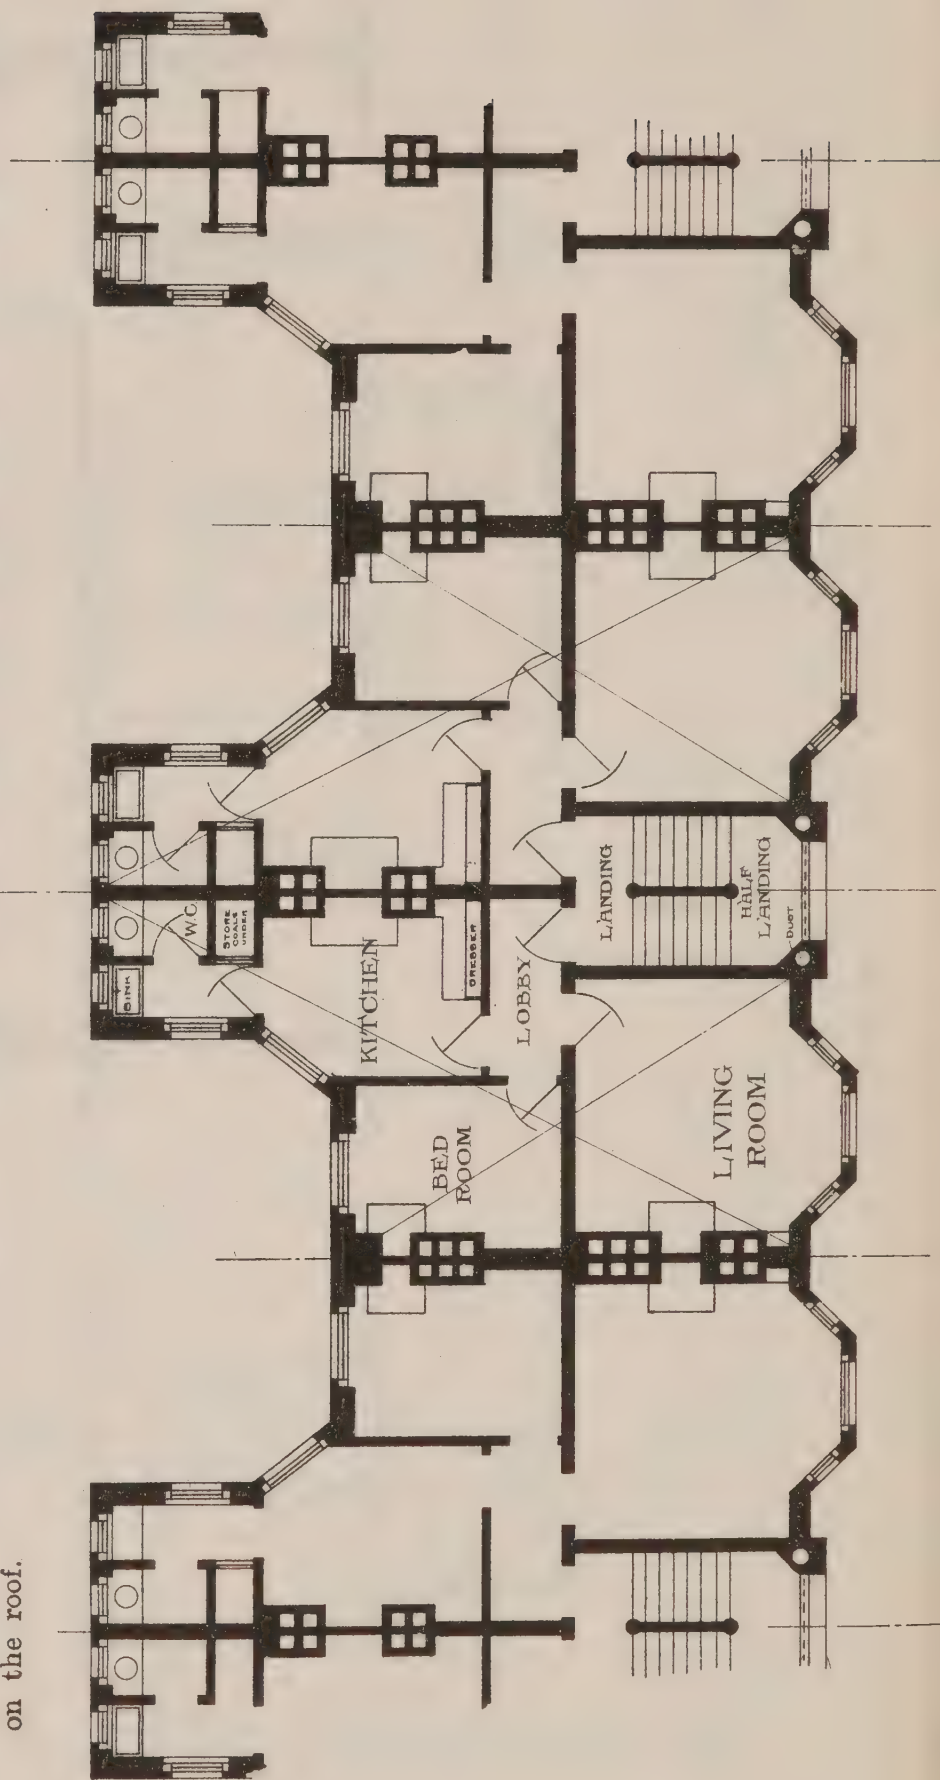 on the roof.
SINK
W.C.
STORE
COALS
UNDER
KITCHEN
DRESSER
LOBBY
LANDING
HALF
LANDING
DUST
BED
ROOM
LIVING
ROOM